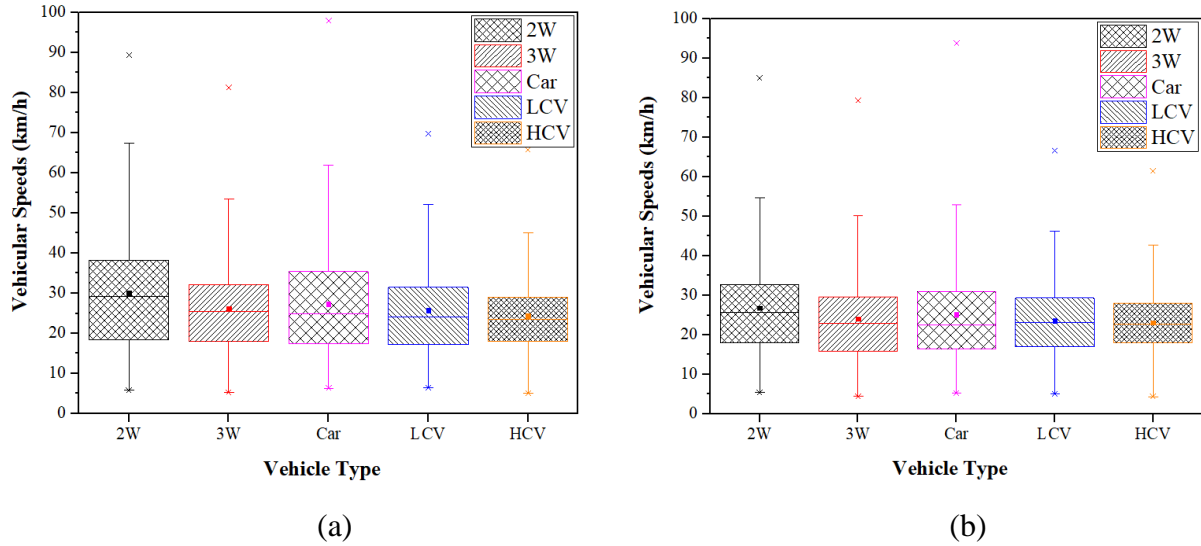 100
90
80
70
60
50
40
30
20
10
0
Vehicular Speeds (km/h)
2W
3W
Car
LCV
HCV
2W 3W Car LCV HCV
Vehicle Type
(a)
100
90
80
70
60
50
40
30
20
10
0
Vehicular Speeds (km/h)
2W
3W
Car
LCV
HCV
2W 3W Car LCV HCV
Vehicle Type
(b)